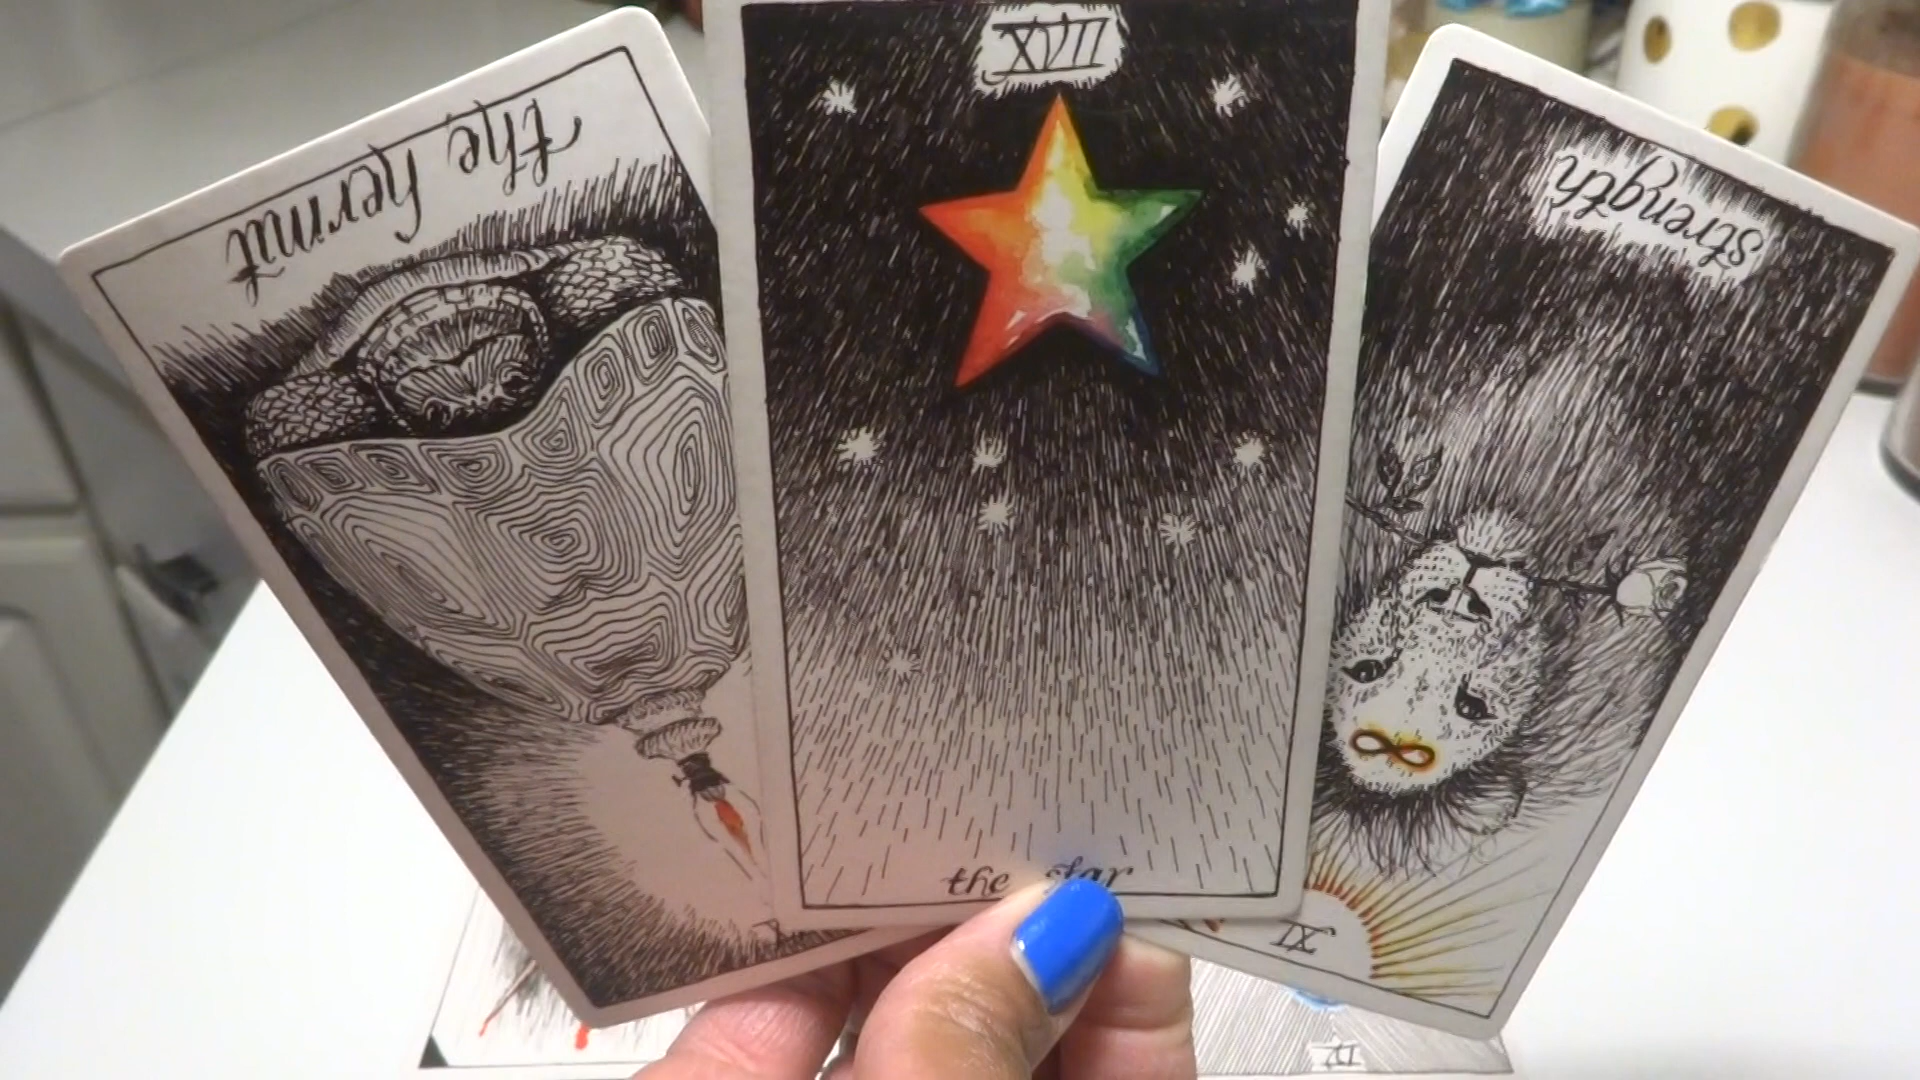 the hermit
XVII
the star
strength
XI